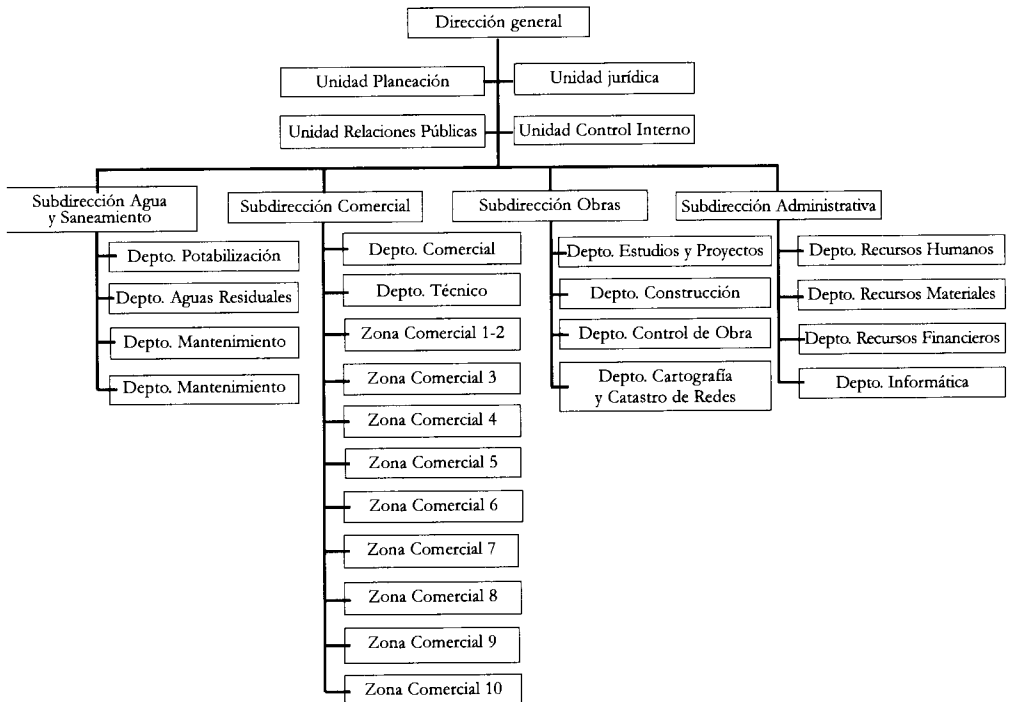 Dirección general
Unidad Planeación
Unidad jurídica
Unidad Relaciones Públicas
Unidad Control Interno
Subdirección Agua
y Saneamiento
Depto. Potabilización
Depto. Aguas Residuales
Depto. Mantenimiento
Depto. Mantenimiento
Subdirección Comercial
Depto. Comercial
Depto. Técnico
Zona Comercial 1-2
Zona Comercial 3
Zona Comercial 4
Zona Comercial 5
Zona Comercial 6
Zona Comercial 7
Zona Comercial 8
Zona Comercial 9
Zona Comercial 10
Subdirección Obras
Depto. Estudios y Proyectos
Depto. Construcción
Depto. Control de Obra
Depto. Cartografía
y Catastro de Redes
Subdirección Administrativa
Depto. Recursos Humanos
Depto. Recursos Materiales
Depto. Recursos Financieros
Depto. Informática